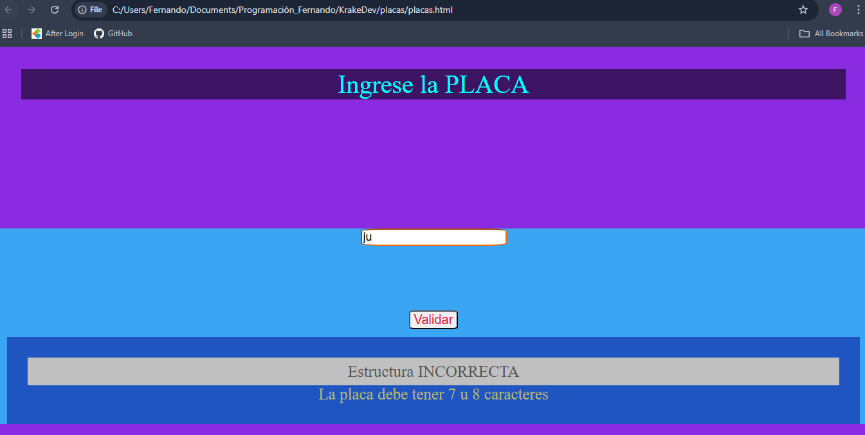 File
C:/Users/Fernando/Documents/Programación_Fernando/KrakeDev/placas/placas.html
F
After Login
GitHub
All Bookmarks
Ingrese la PLACA
ju
Validar
Estructura INCORRECTA
La placa debe tener 7 u 8 caracteres